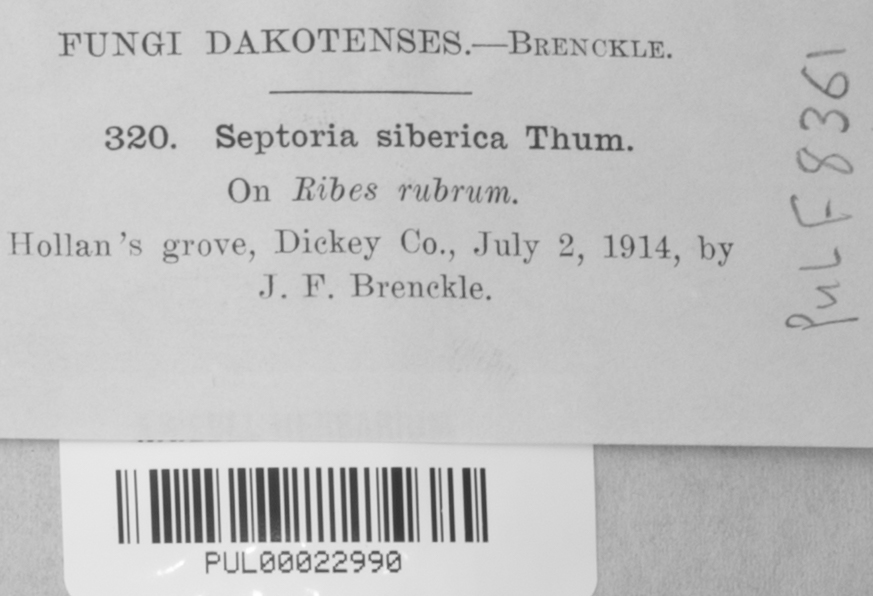 FUNGI DAKOTENSES.—BRENCKLE.
320. Septoria siberica Thum.
On Ribes rubrum.
Hollan's grove, Dickey Co., July 2, 1914, by
J. F. Brenckle.
PUL F8361
PUL00022990